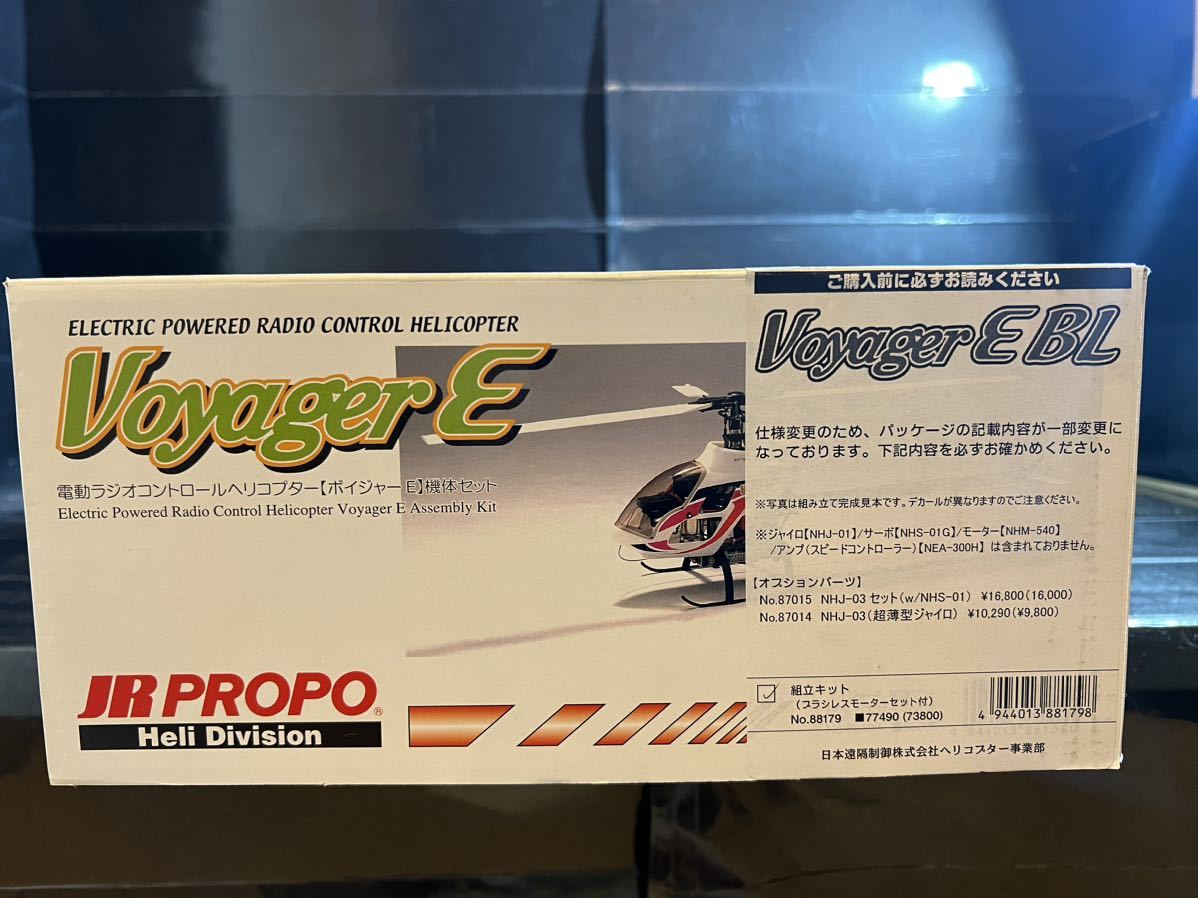 ELECTRIC POWERED RADIO CONTROL HELICOPTER
Voyager E
電動ラジオコントロールヘリコプター【ボイジャー E】機体セット
Electric Powered Radio Control Helicopter Voyager E Assembly Kit
JR PROPO®
Heli Division
ご購入前に必ずお読みください
Voyager E BL
仕様変更のため、パッケージの記載内容が一部変更に
なっております。下記内容を必ずお確かめください。
※写真は組み立て完成見本です。デカールが異なりますのでご注意ください。
※ジャイロ【NHJ-01】/サーボ【NHS-01G】/モーター【NHM-540】
/アンプ(スピードコントローラー)【NEA-300H】は含まれておりません。
【オプションパーツ】
No.87015 NHJ-03 セット(w/NHS-01) ¥16,800(16,000)
No.87014 NHJ-03(超薄型ジャイロ) ¥10,290(¥9,800)
組立キット
(ブラシレスモーターセット付)
No.88179 ■77490 (73800)
4 944013 881798
日本遠隔制御株式会社ヘリコプター事業部